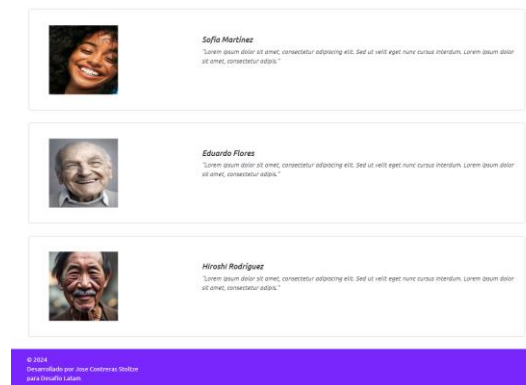 Sofía Martínez
"Lorem ipsum dolor sit amet, consectetur adipiscing elit. Sed ut velit eget nunc cursus interdum. Lorem ipsum dolor
sit amet, consectetur adipis."
Eduardo Flores
"Lorem ipsum dolor sit amet, consectetur adipiscing elit. Sed ut velit eget nunc cursus interdum. Lorem ipsum dolor
sit amet, consectetur adipis."
Hiroshi Rodríguez
"Lorem ipsum dolor sit amet, consectetur adipiscing elit. Sed ut velit eget nunc cursus interdum. Lorem ipsum dolor
sit amet, consectetur adipis."
© 2024
Desarrollado por Jose Contreras Stoltze
para Desafío Latam